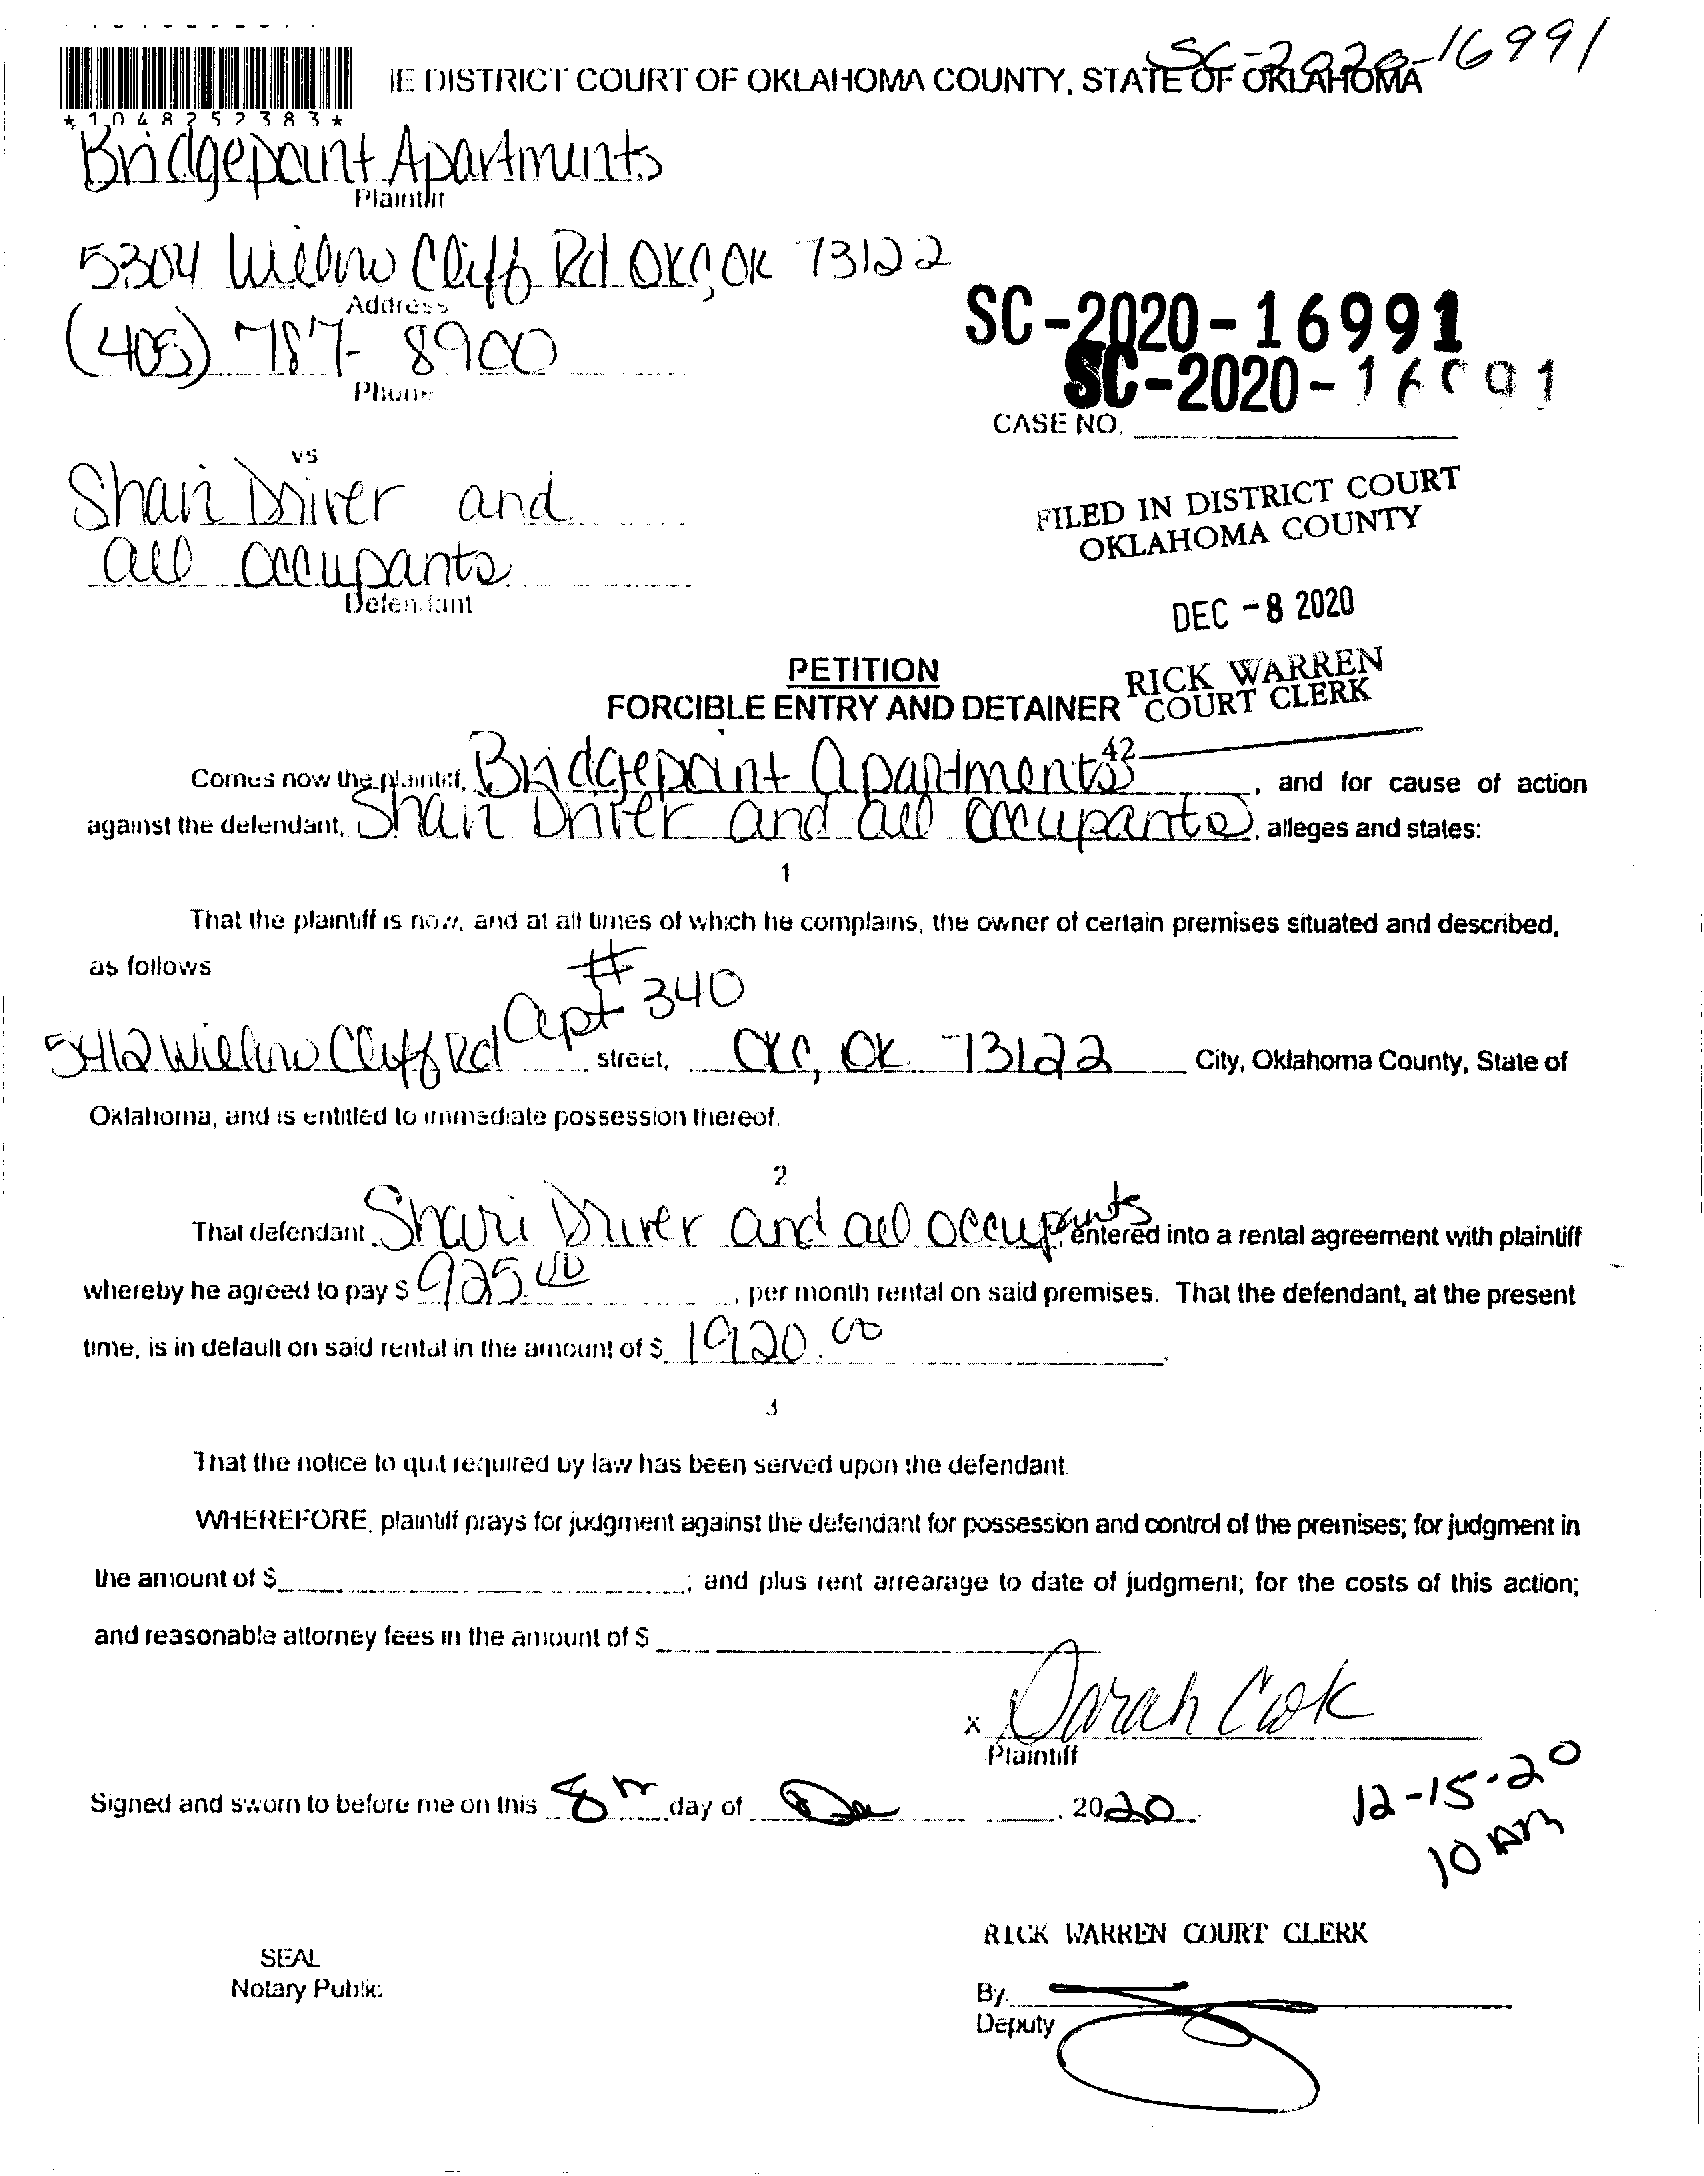 SC-2020-16991
IE DISTRICT COURT OF OKLAHOMA COUNTY, STATE OF OKLAHOMA
*1048252383*
Bridgepoint Apartments
Plaintiff
5304 Willow Cliff Rd OKC, OK 73122
Address
(405) 787-8900
Phone
SC-2020-16991
SC-2020-16991
CASE NO.
vs
Shari Driver and
all occupants
Defendant
FILED IN DISTRICT COURT
OKLAHOMA COUNTY
DEC -8 2020
RICK WARREN
COURT CLERK
42
PETITION
FORCIBLE ENTRY AND DETAINER
Comes now the plaintiff, Bridgepoint Apartments, and for cause of action
against the defendant, Shari Driver and all occupants, alleges and states:
1
That the plaintiff is now, and at all times of which he complains, the owner of certain premises situated and described,
as follows
5412 Willow Cliff Rd Apt #340 street, OKC, OK 73122 City, Oklahoma County, State of
Oklahoma, and is entitled to immediate possession thereof.
2
That defendant Shari Driver and all occupants, entered into a rental agreement with plaintiff
whereby he agreed to pay $ 925.00, per month rental on said premises. That the defendant, at the present
time, is in default on said rental in the amount of $ 1920.00.
3
That the notice to quit required by law has been served upon the defendant.
WHEREFORE, plaintiff prays for judgment against the defendant for possession and control of the premises; for judgment in
the amount of $ ; and plus rent arrearage to date of judgment; for the costs of this action;
and reasonable attorney fees in the amount of $
x Darah Cook
Plaintiff
Signed and sworn to before me on this 8th day of Dec, 2020.
12-15-20
10 AM
RICK WARREN COURT CLERK
SEAL
Notary Public
By
Deputy